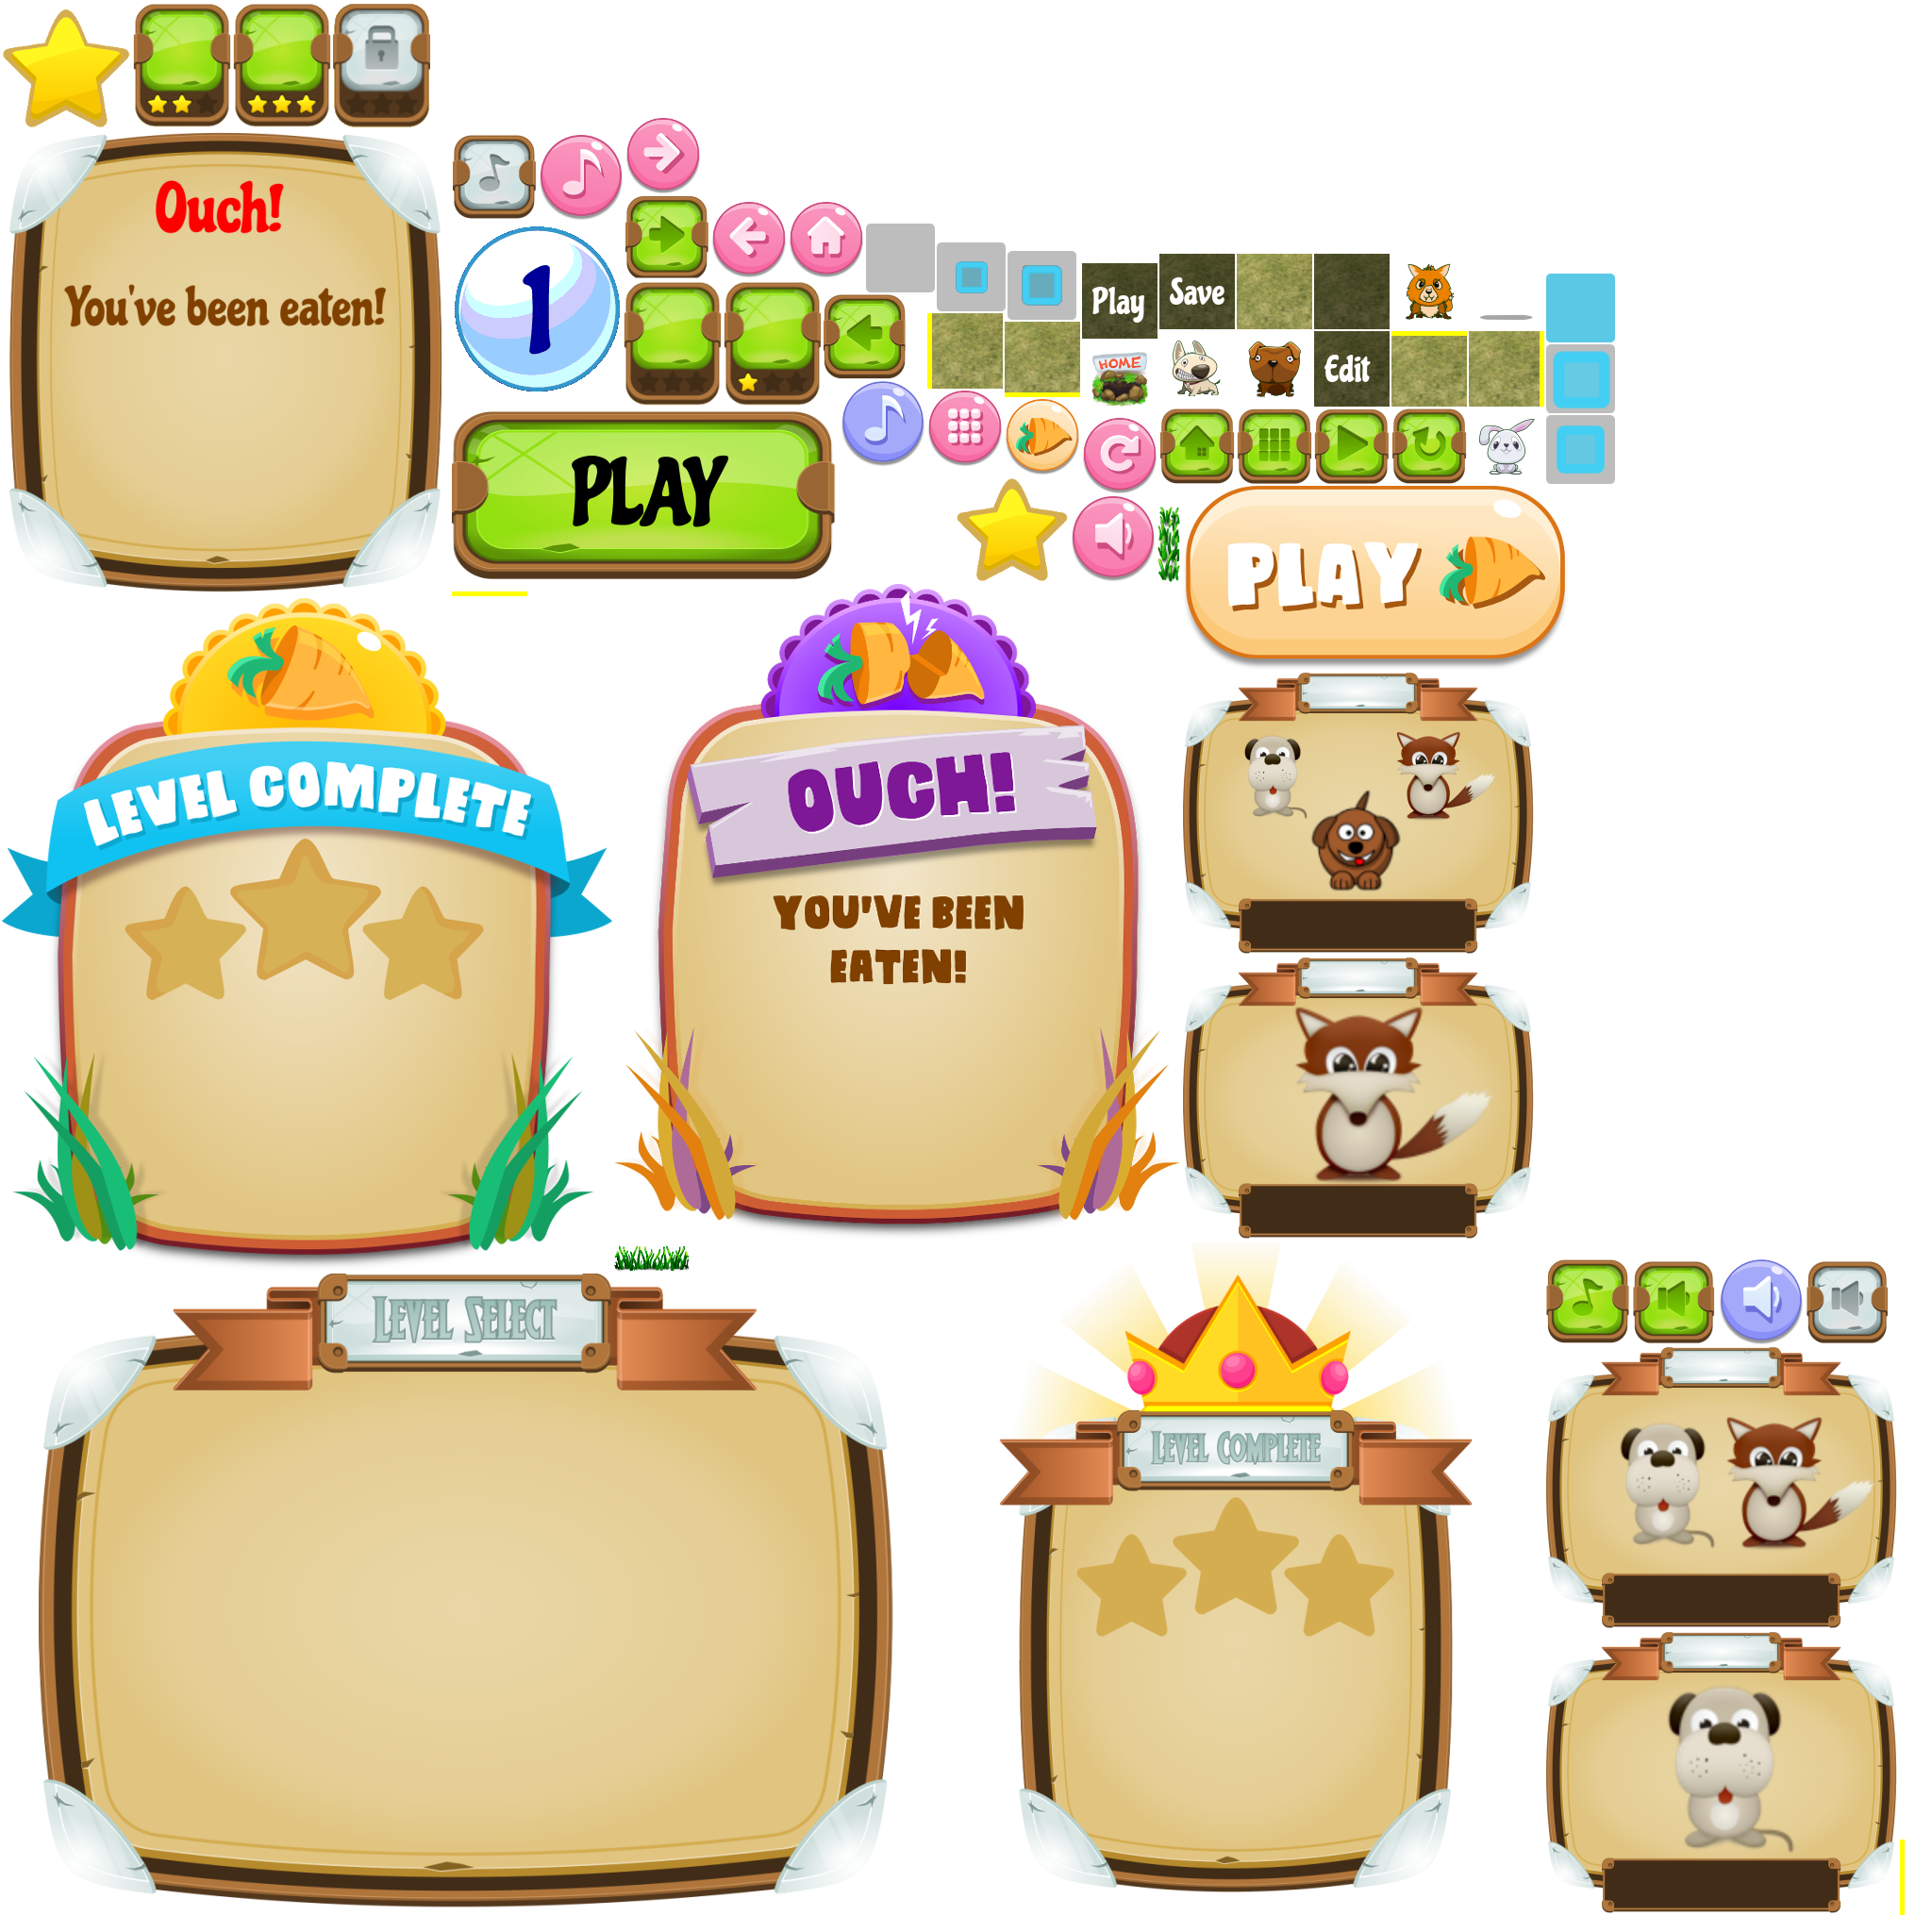 Ouch!
You've been eaten!
1
Play
Save
HOME
Edit
PLAY
PLAY
LEVEL COMPLETE
OUCH!
YOU'VE BEEN
EATEN!
LEVEL SELECT
LEVEL COMPLETE